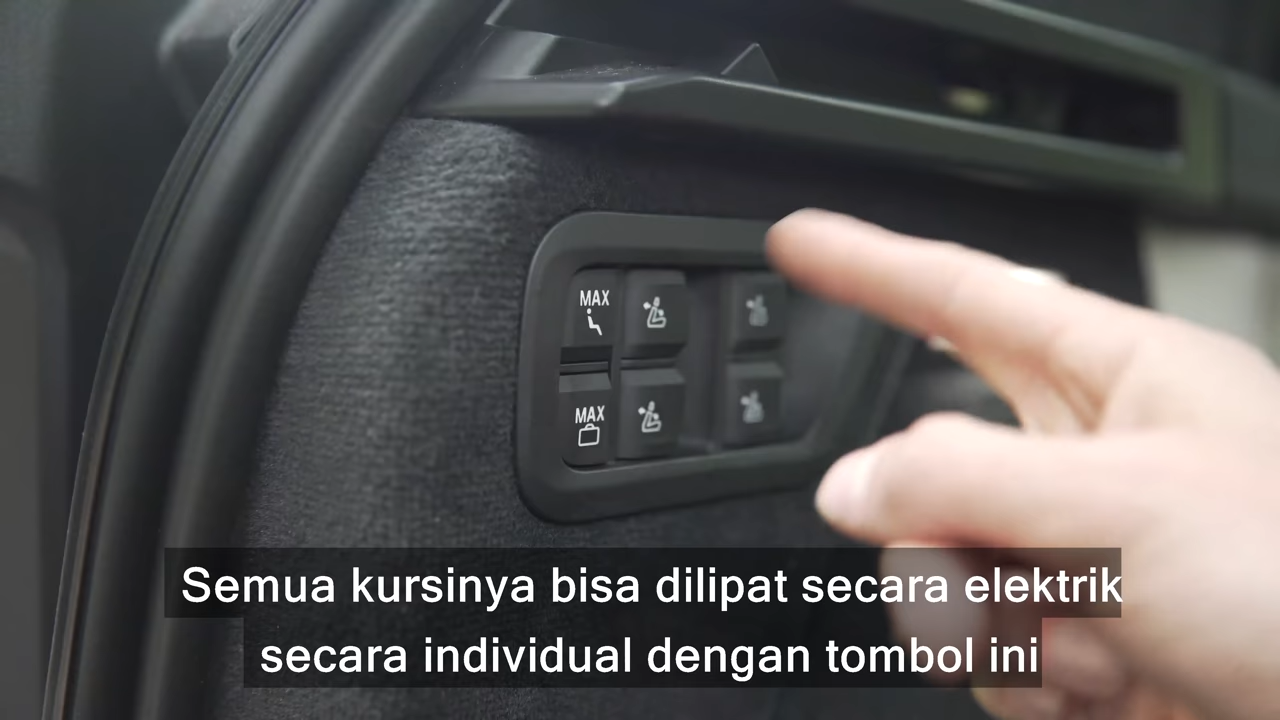 MAX
MAX
Semua kursinya bisa dilipat secara elektrik
secara individual dengan tombol ini